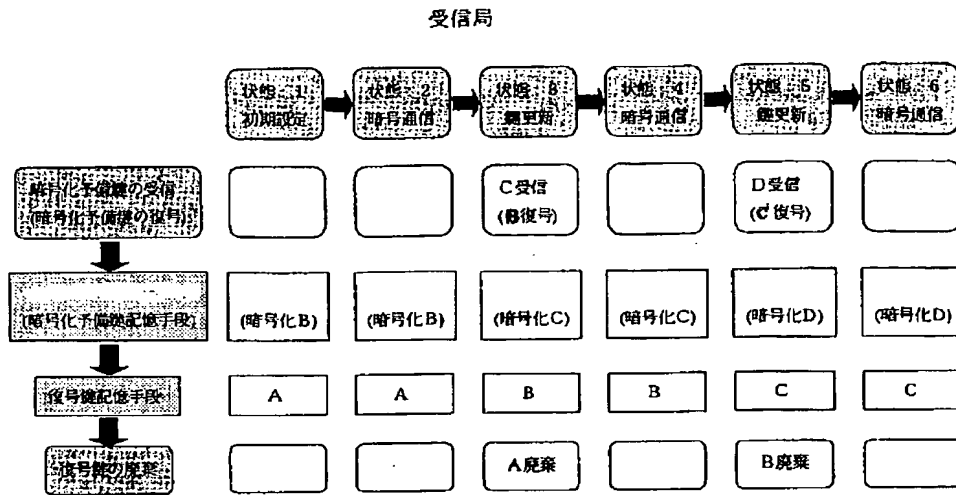 受信局
状態 1
初期設定
状態 2
暗号通信
状態 3
鍵更新
状態 4
暗号通信
状態 5
鍵更新
状態 6
暗号通信
暗号化予備鍵の受信
(暗号化予備鍵の復号)
C受信
(B復号)
D受信
(C復号)
(暗号化予備鍵記憶手段)
(暗号化B)
(暗号化B)
(暗号化C)
(暗号化C)
(暗号化D)
(暗号化D)
復号鍵記憶手段
A
A
B
B
C
C
復号鍵の廃棄
A廃棄
B廃棄